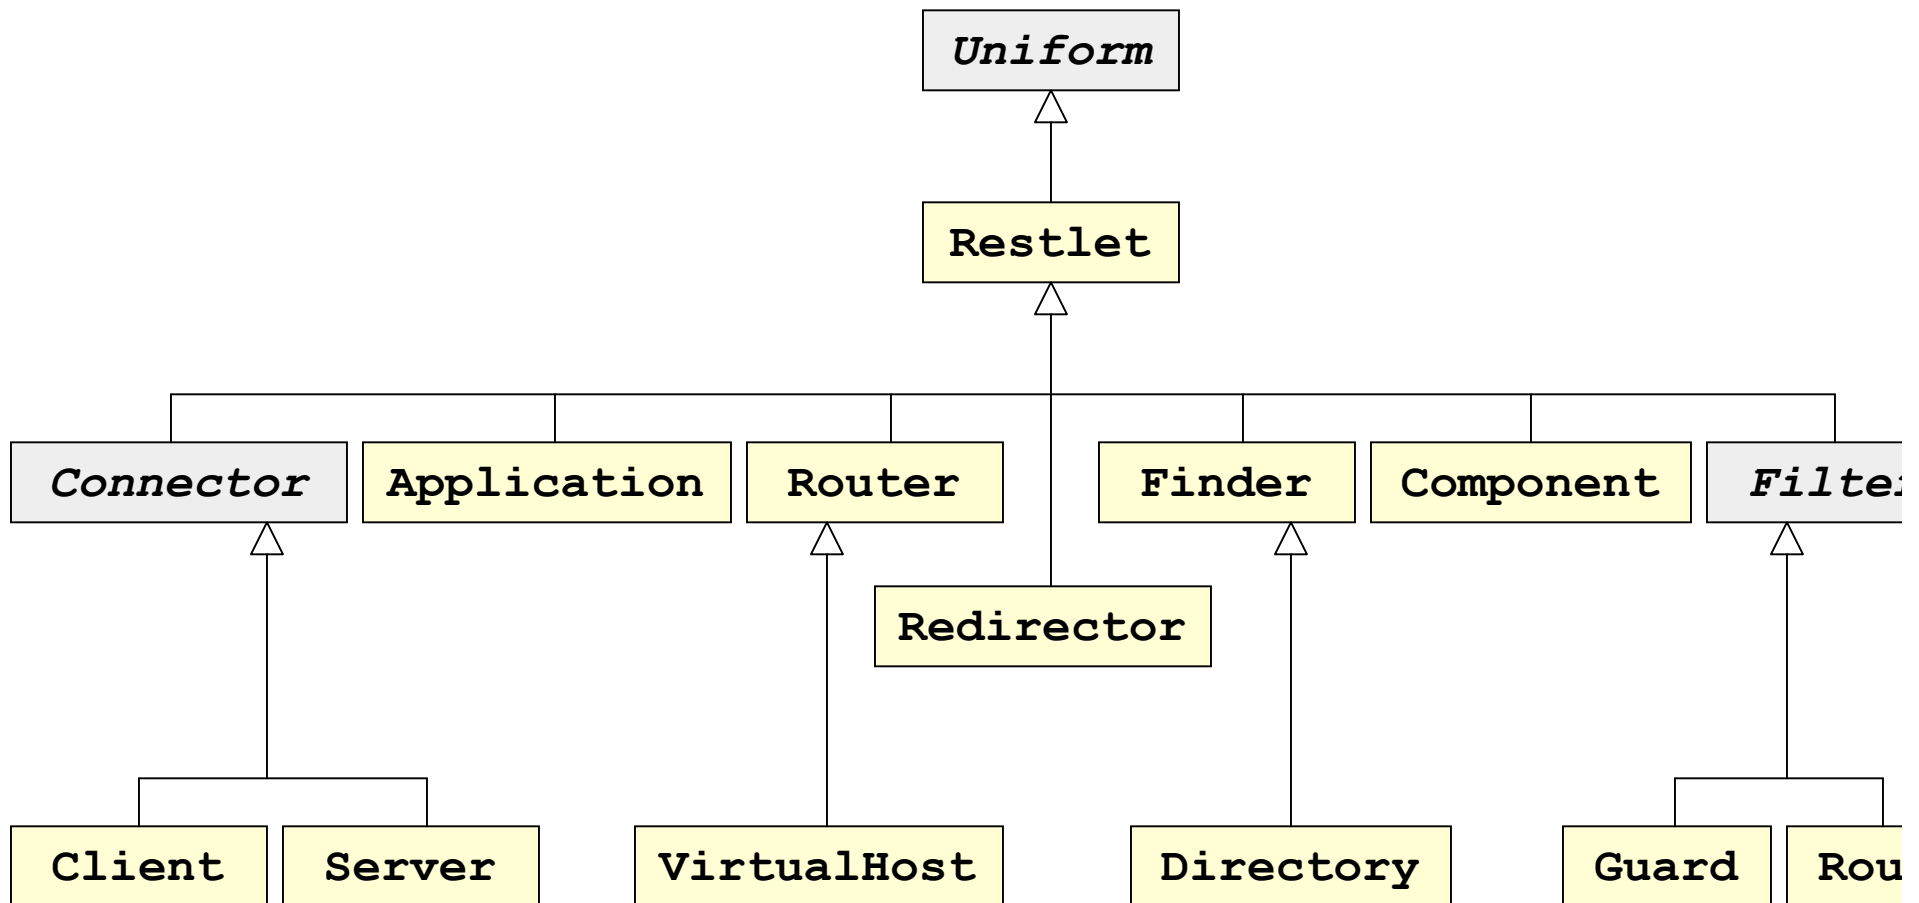 Uniform
Restlet
Connector
Application
Router
Finder
Component
Redirector
Client
Server
VirtualHost
Directory
Guard